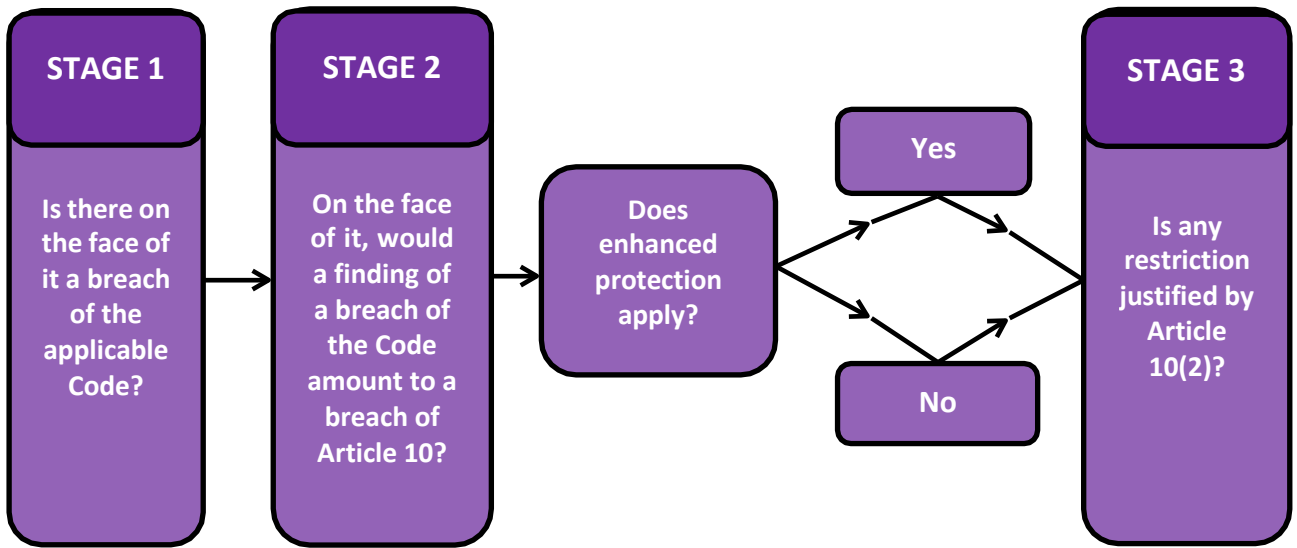 STAGE 1
Is there on
the face of
it a breach
of the
applicable
Code?
STAGE 2
On the face
of it, would
a finding of
a breach of
the Code
amount to a
breach of
Article 10?
Does
enhanced
protection
apply?
Yes
No
STAGE 3
Is any
restriction
justified by
Article
10(2)?